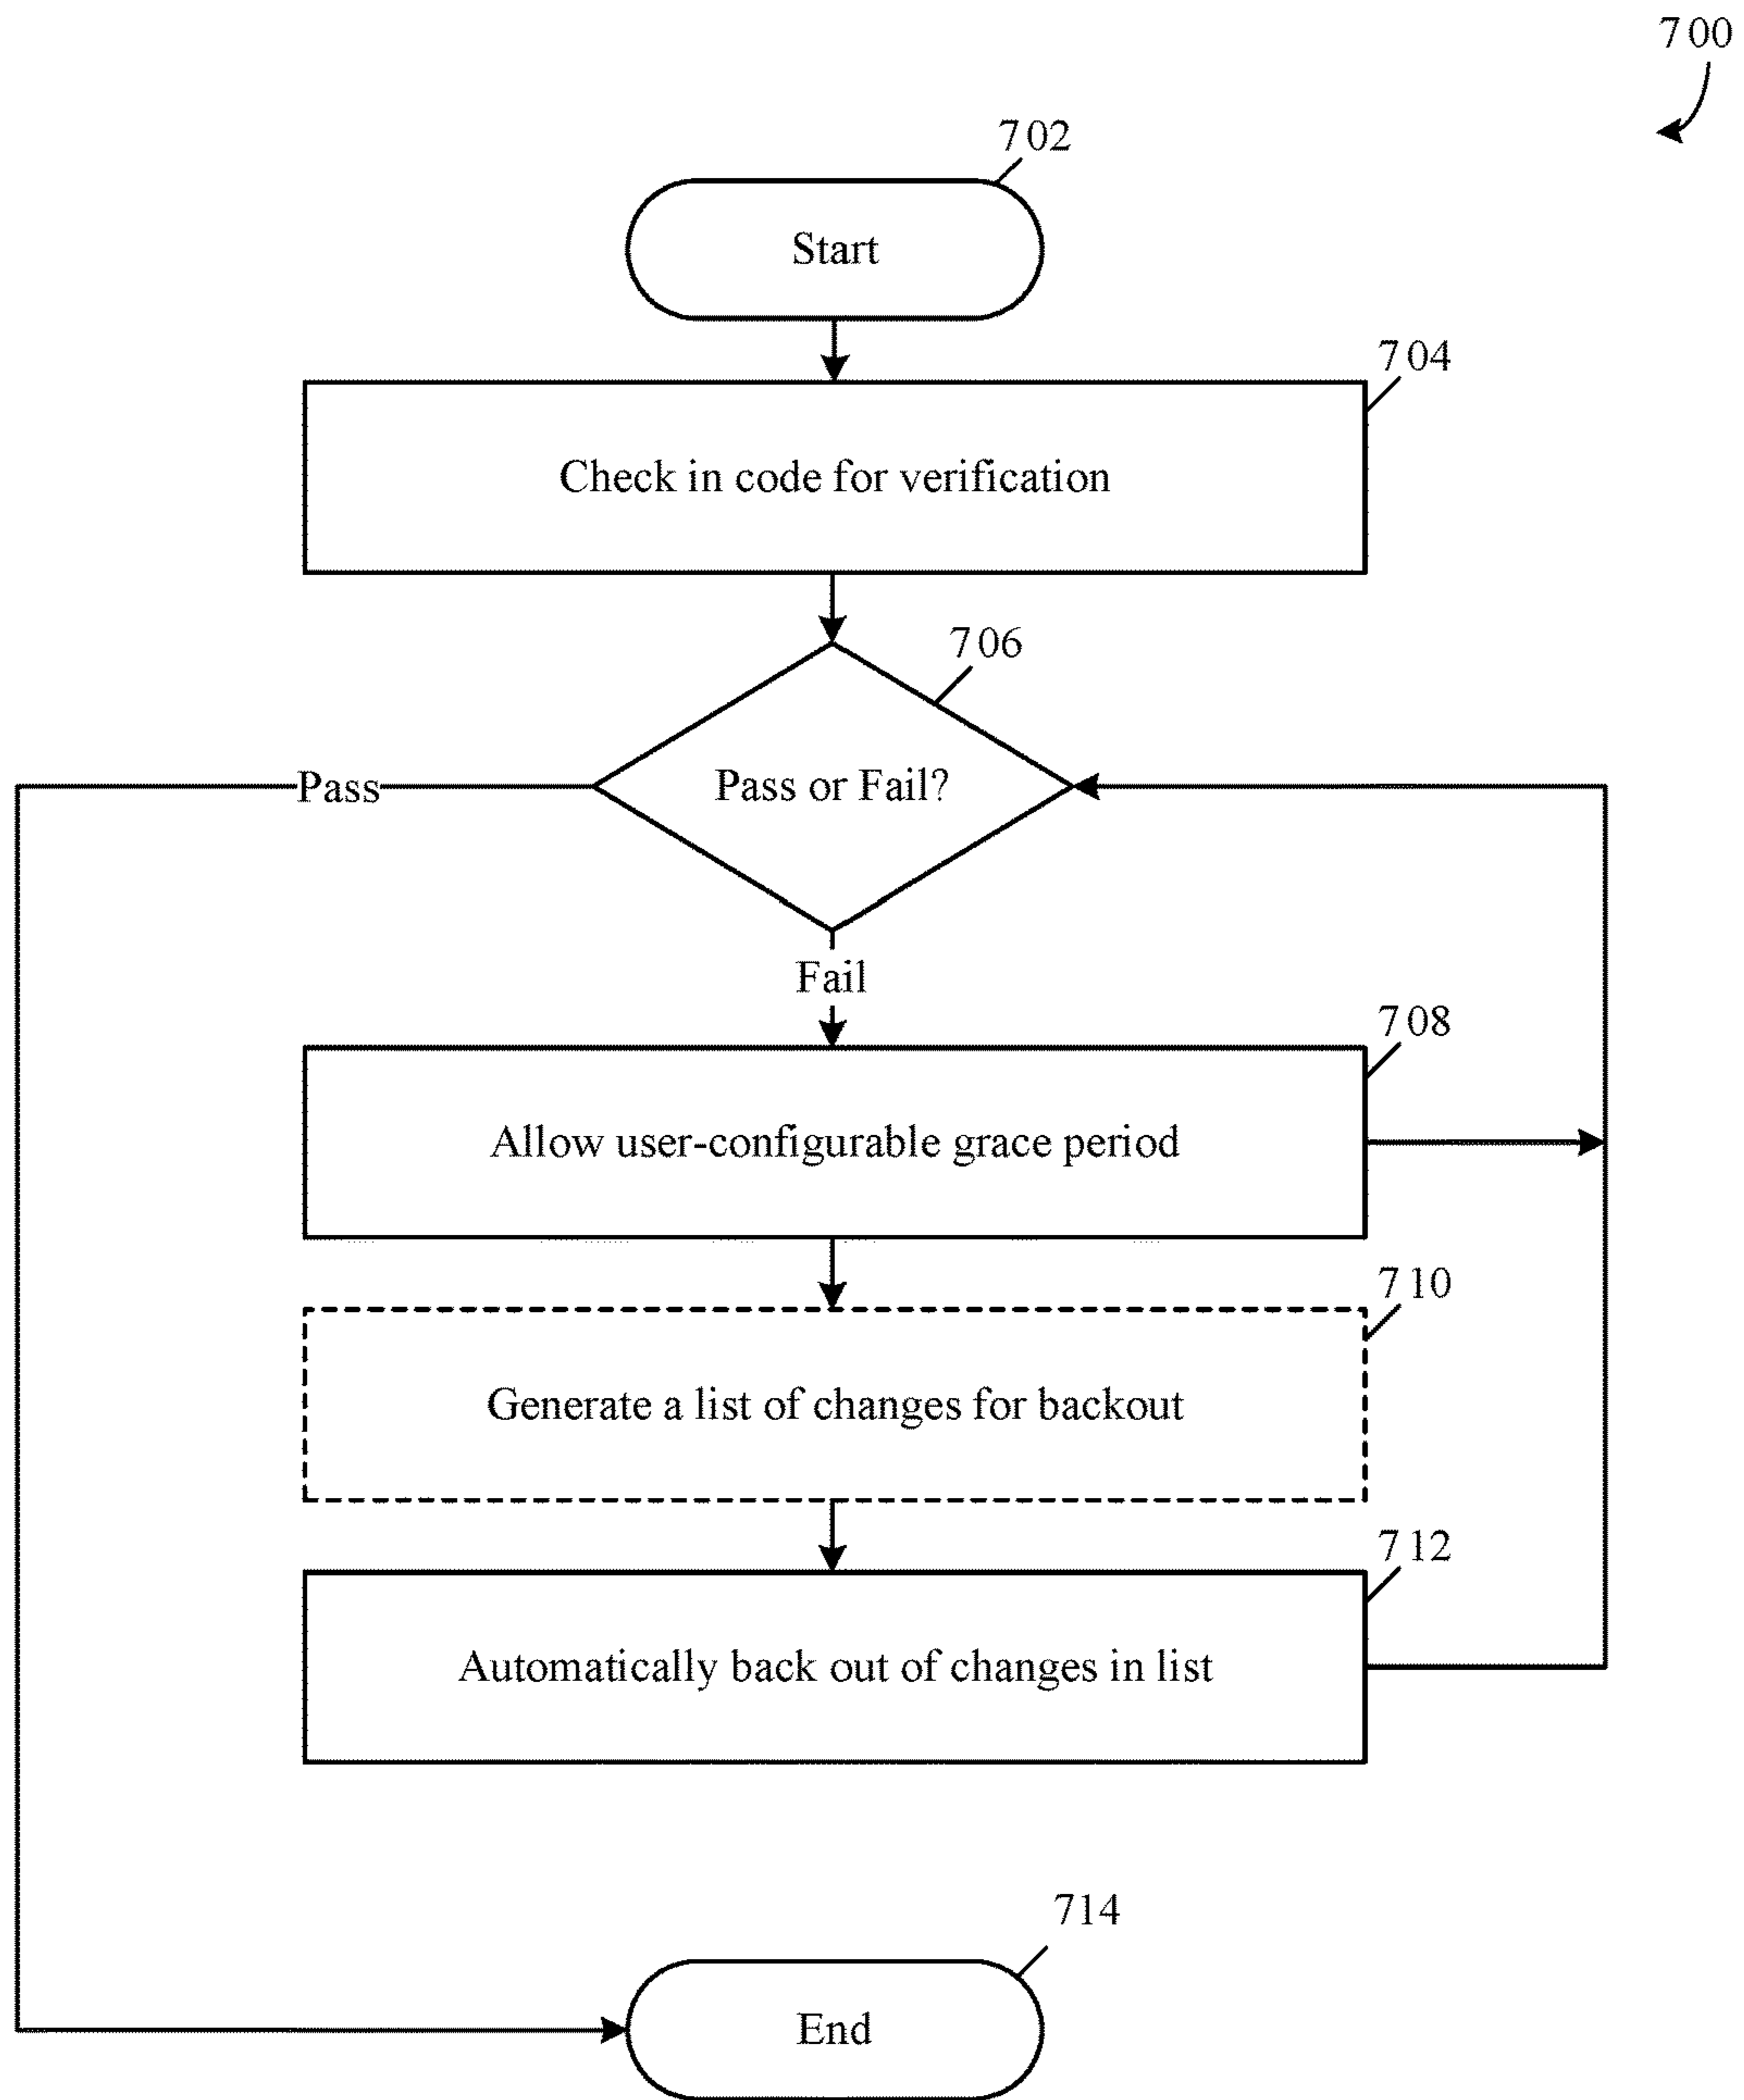 700
702
Start
704
Check in code for verification
706
Pass
Pass or Fail?
Fail
708
Allow user-configurable grace period
710
Generate a list of changes for backout
712
Automatically back out of changes in list
714
End